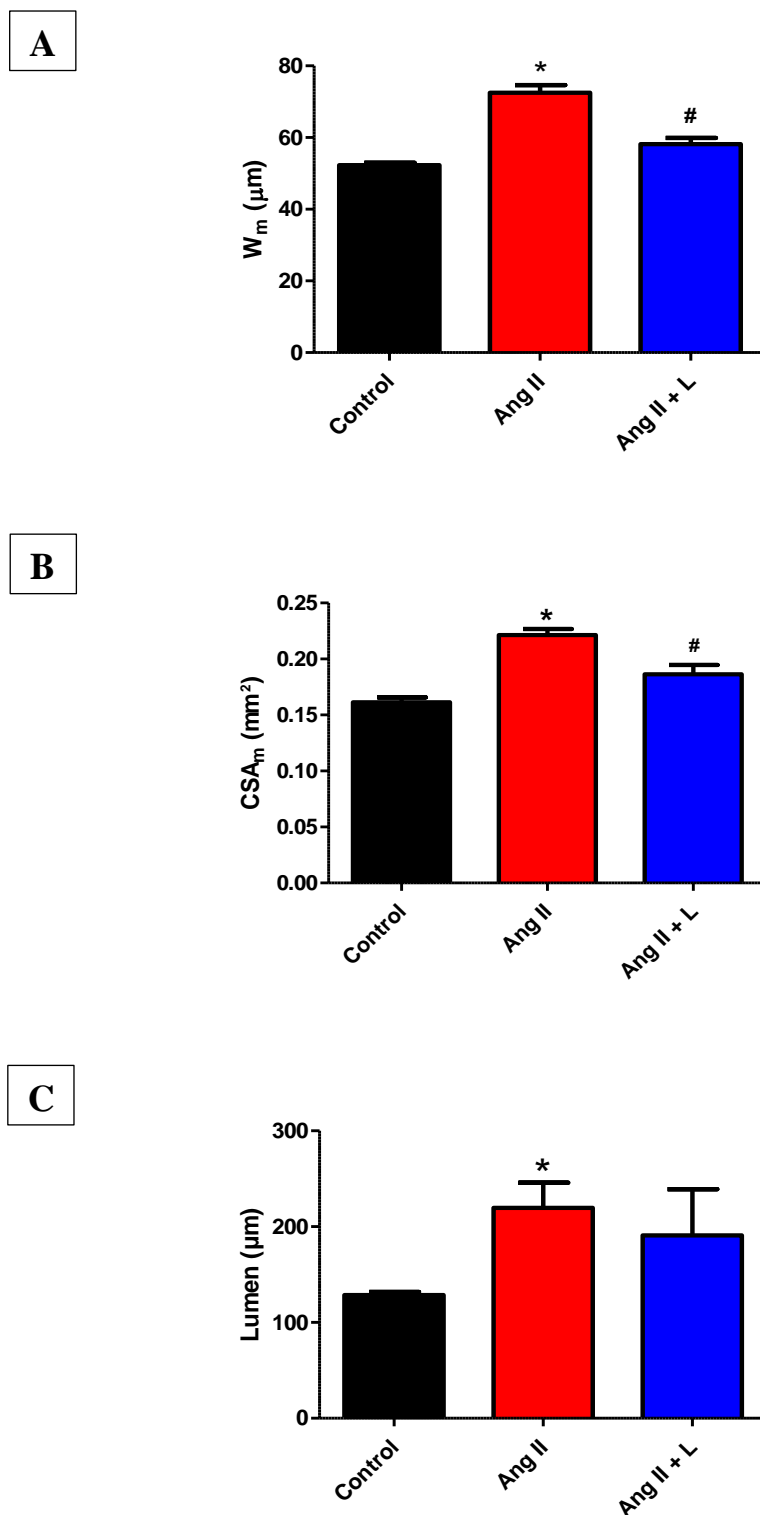 A
80
60
40
20
0
Wm (μm)
*
#
Control
Ang II
Ang II + L
B
0.25
0.20
0.15
0.10
0.05
0.00
CSAm (mm²)
*
#
Control
Ang II
Ang II + L
C
300
200
100
0
Lumen (μm)
*
Control
Ang II
Ang II + L